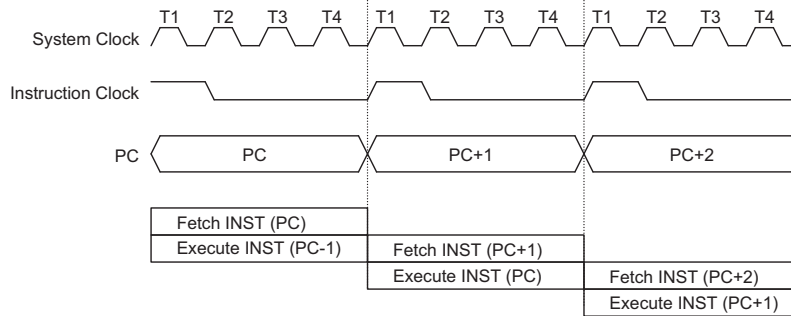 T1 T2 T3 T4 T1 T2 T3 T4 T1 T2 T3 T4
System Clock
Instruction Clock
PC PC PC+1 PC+2
Fetch INST (PC)
Execute INST (PC-1) Fetch INST (PC+1)
Execute INST (PC) Fetch INST (PC+2)
Execute INST (PC+1)